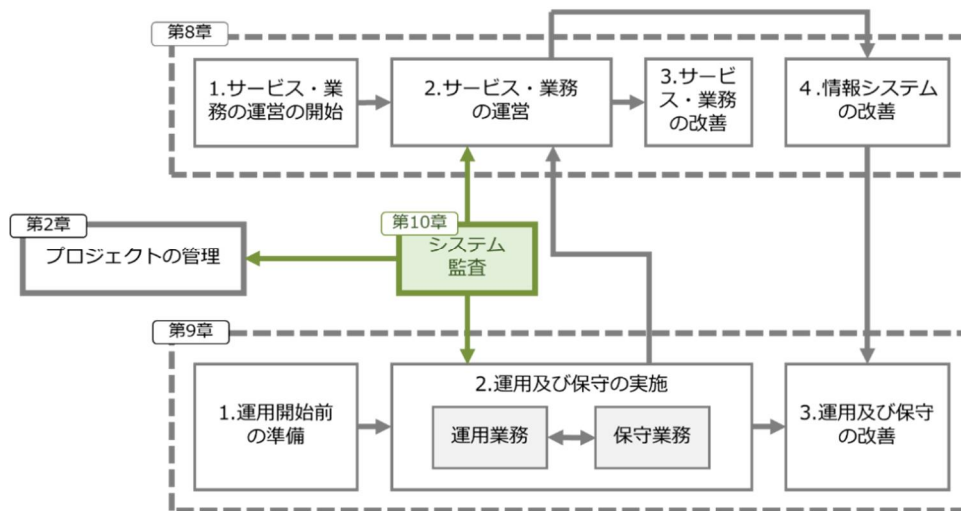 第8章
1.サービス・業
務の運営の開始
2.サービス・業務
の運営
3.サービ
ス・業務
の改善
４.情報システム
の改善
第2章
プロジェクトの管理
第10章
システム
監査
第9章
1.運用開始前
の準備
2.運用及び保守の実施
運用業務
保守業務
3.運用及び保守
の改善